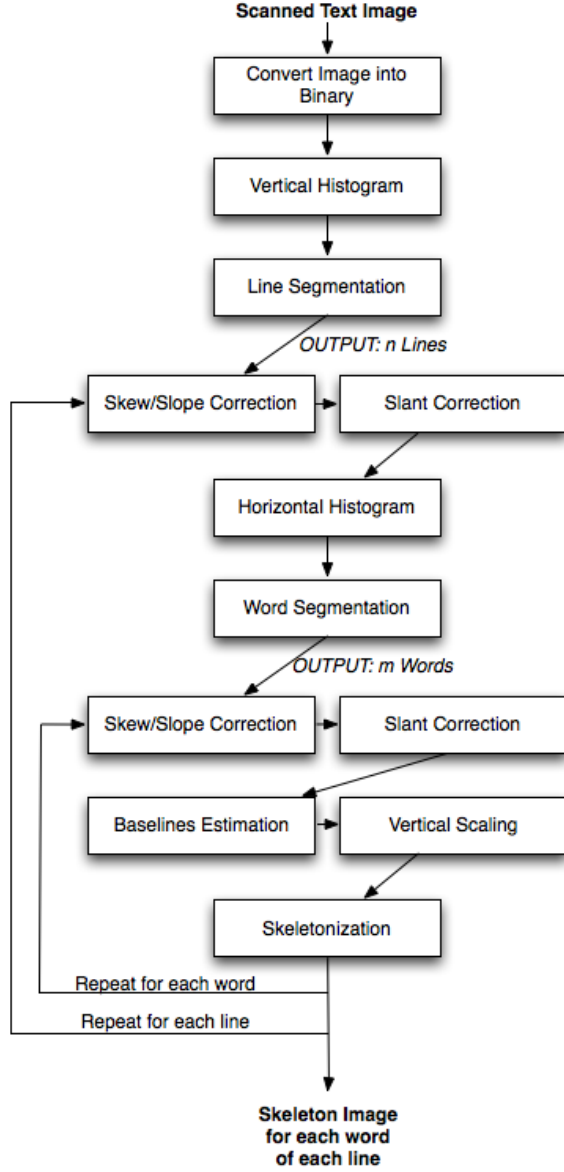 Scanned Text Image
Convert Image into
Binary
Vertical Histogram
Line Segmentation
OUTPUT: n Lines
Skew/Slope Correction
Slant Correction
Horizontal Histogram
Word Segmentation
OUTPUT: m Words
Skew/Slope Correction
Slant Correction
Baselines Estimation
Vertical Scaling
Skeletonization
Repeat for each word
Repeat for each line
Skeleton Image
for each word
of each line